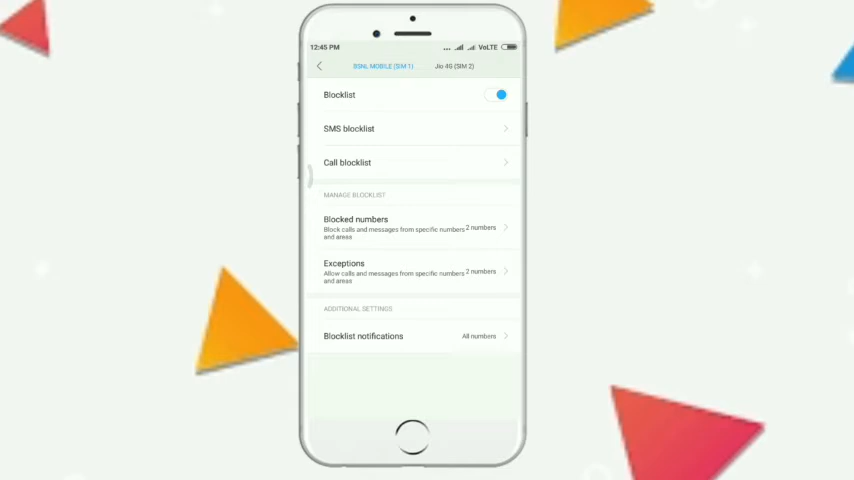 12:45 PM ... VoLTE
BSNL MOBILE (SIM 1) Jio 4G (SIM 2)
Blocklist
SMS blocklist
Call blocklist
MANAGE BLOCKLIST
Blocked numbers
Block calls and messages from specific numbers 2 numbers
and areas
Exceptions
Allow calls and messages from specific numbers 2 numbers
and areas
ADDITIONAL SETTINGS
Blocklist notifications All numbers